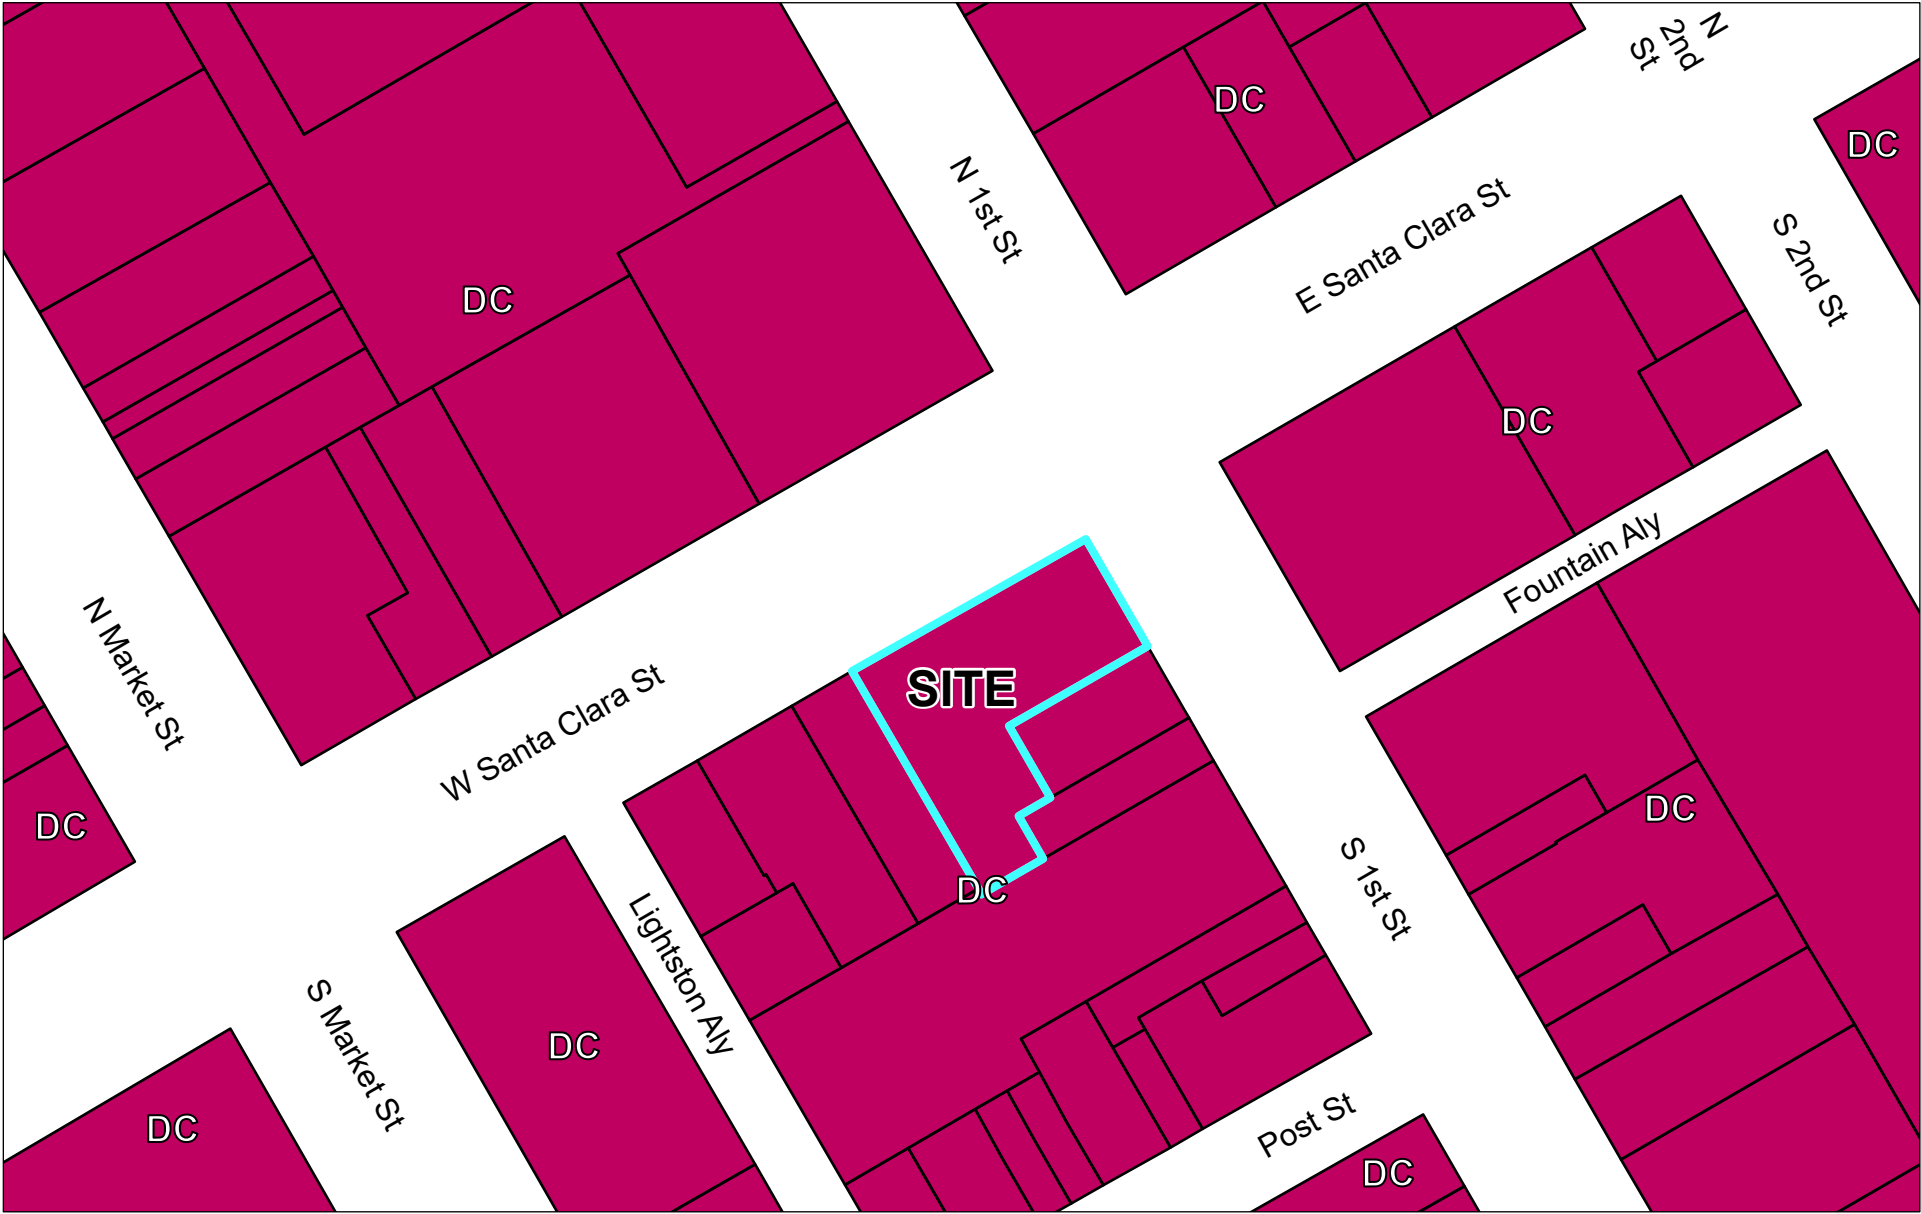 N
2nd
St
DC
DC
N 1st St
E Santa Clara St
S 2nd St
DC
DC
Fountain Aly
N Market St
SITE
W Santa Clara St
DC
DC
DC
S 1st St
Lightston Aly
DC
S Market St
DC
Post St
DC